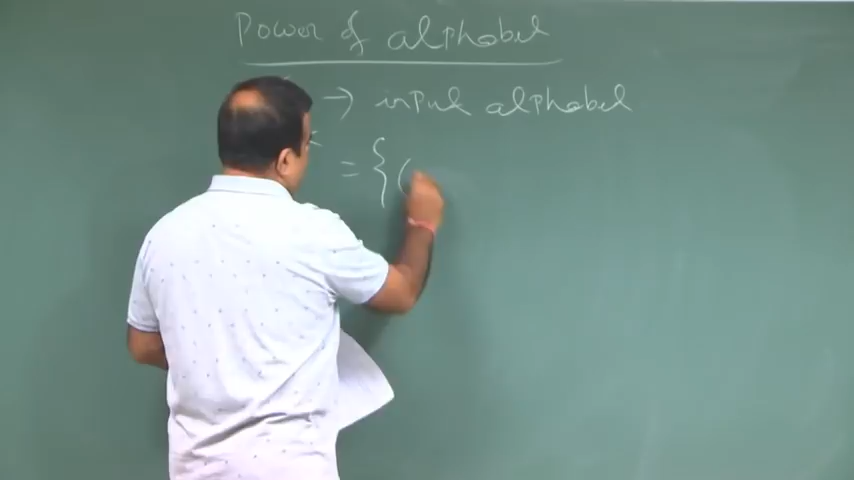 Power of alphabet
→ input alphabet
= { (